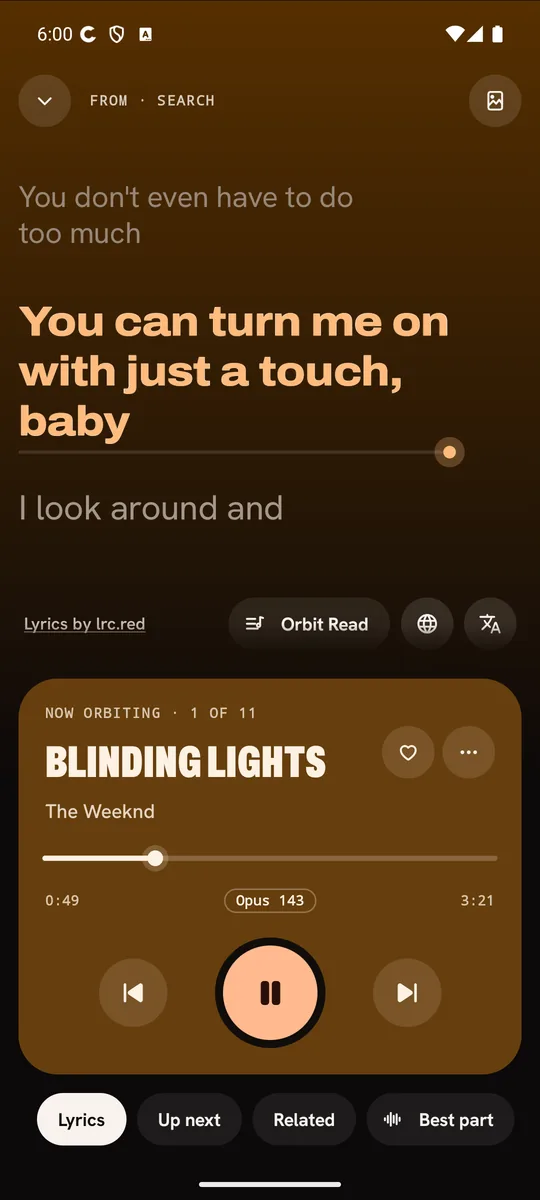 6:00
FROM · SEARCH
You don't even have to do
too much
You can turn me on
with just a touch,
baby
I look around and
Lyrics by lrc.red
Orbit Read
NOW ORBITING · 1 OF 11
BLINDING LIGHTS
The Weeknd
0:49
Opus 143
3:21
Lyrics
Up next
Related
Best part